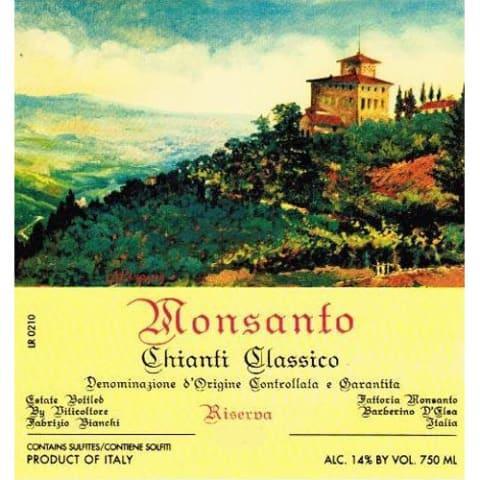 LR 0210
Monsanto
Chianti Classico
Denominazione d'Origine Controllata e Garantita
Estate Bottled
By Viticoltore
Fabrizio Bianchi
Riserva
Fattoria Monsanto
Barberino D'Elsa
Italia
CONTAINS SULFITES/CONTIENE SOLFITI
PRODUCT OF ITALY
ALC. 14% BY VOL. 750 ML